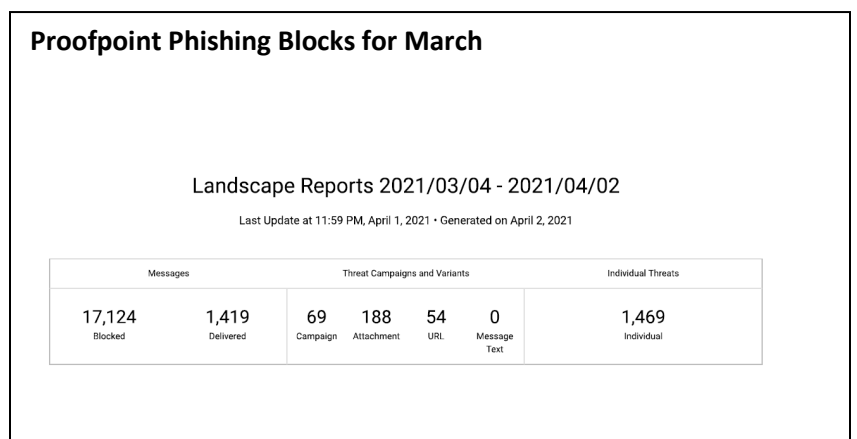 Proofpoint Phishing Blocks for March
Landscape Reports 2021/03/04 - 2021/04/02
Last Update at 11:59 PM, April 1, 2021 • Generated on April 2, 2021
Messages Threat Campaigns and Variants Individual Threats
17,124 1,419 69 188 54 0 1,469
Blocked Delivered Campaign Attachment URL Message Individual
Text